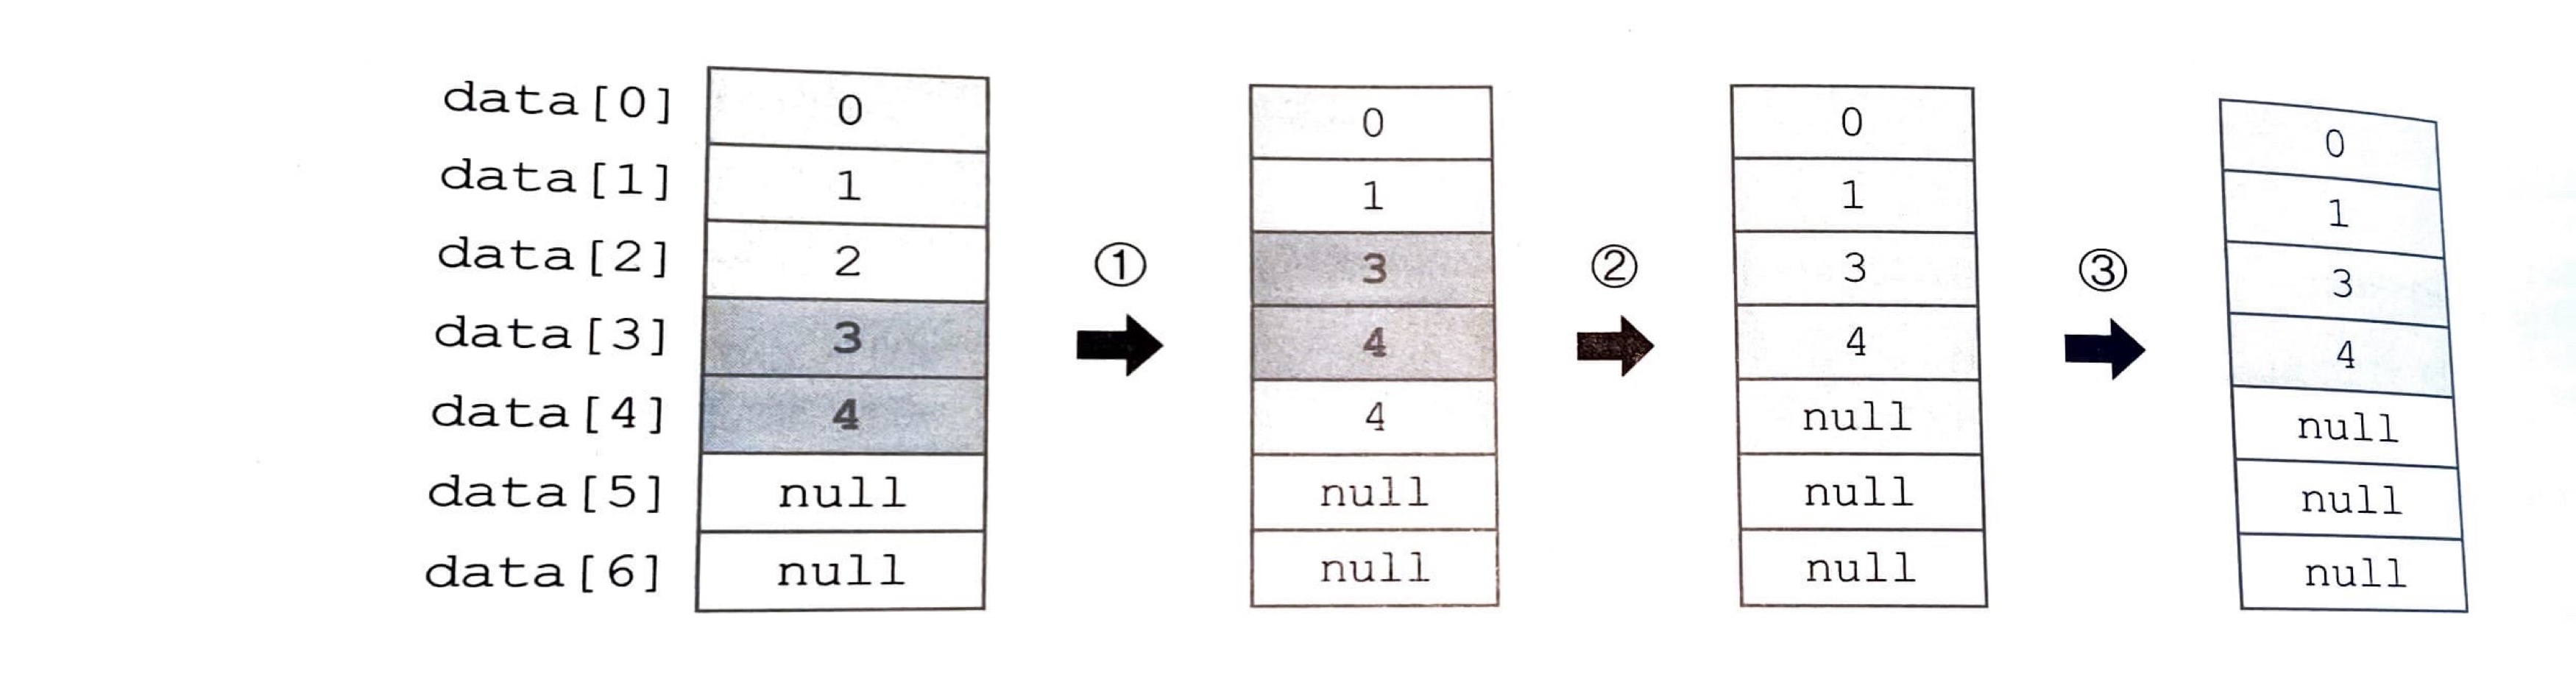 data[0] 0 0 0 0
data[1] 1 1 1 1
data[2] 2 3 3 3
① ② ③
data[3] 3 4 4 4
data[4] 4 4 null null
data[5] null null null null
data[6] null null null null